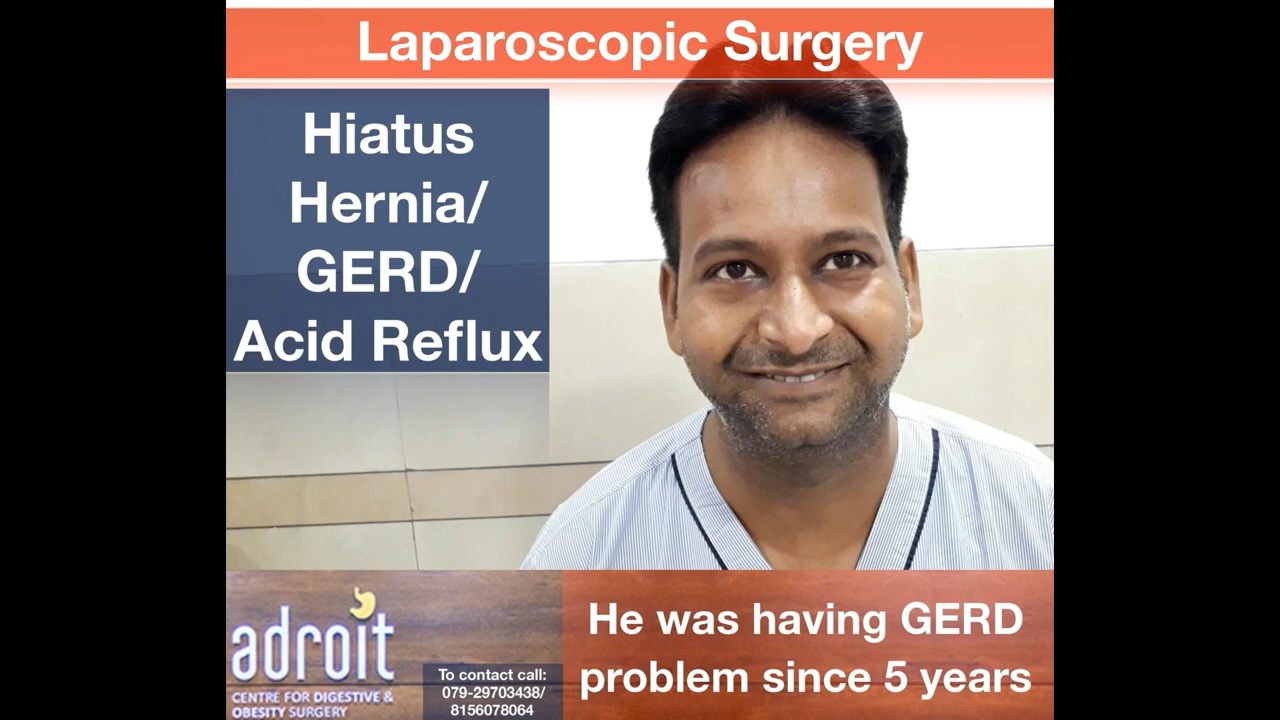 Laparoscopic Surgery
Hiatus
Hernia/
GERD/
Acid Reflux
adroit
CENTRE FOR DIGESTIVE &
OBESITY SURGERY
To contact call:
079-29703438/
8156078064
He was having GERD
problem since 5 years